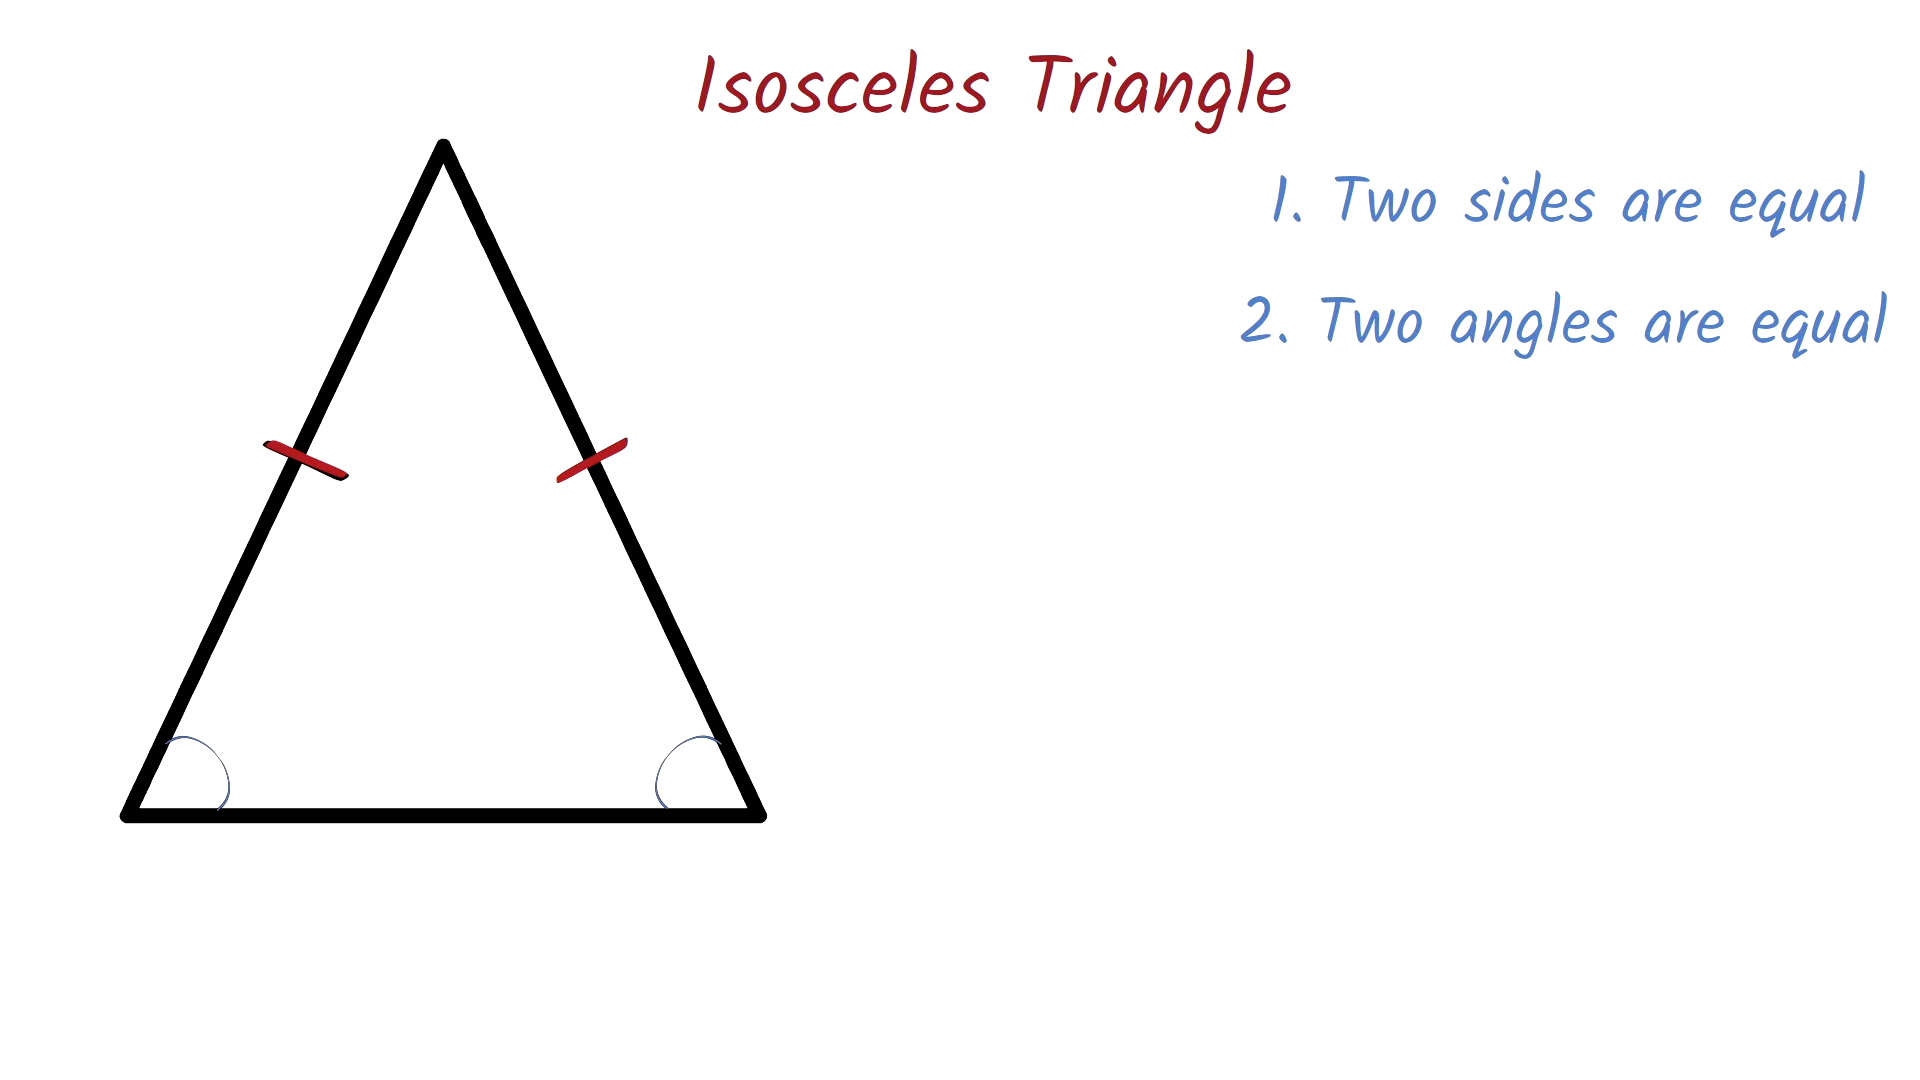 Isosceles Triangle
1. Two sides are equal
2. Two angles are equal